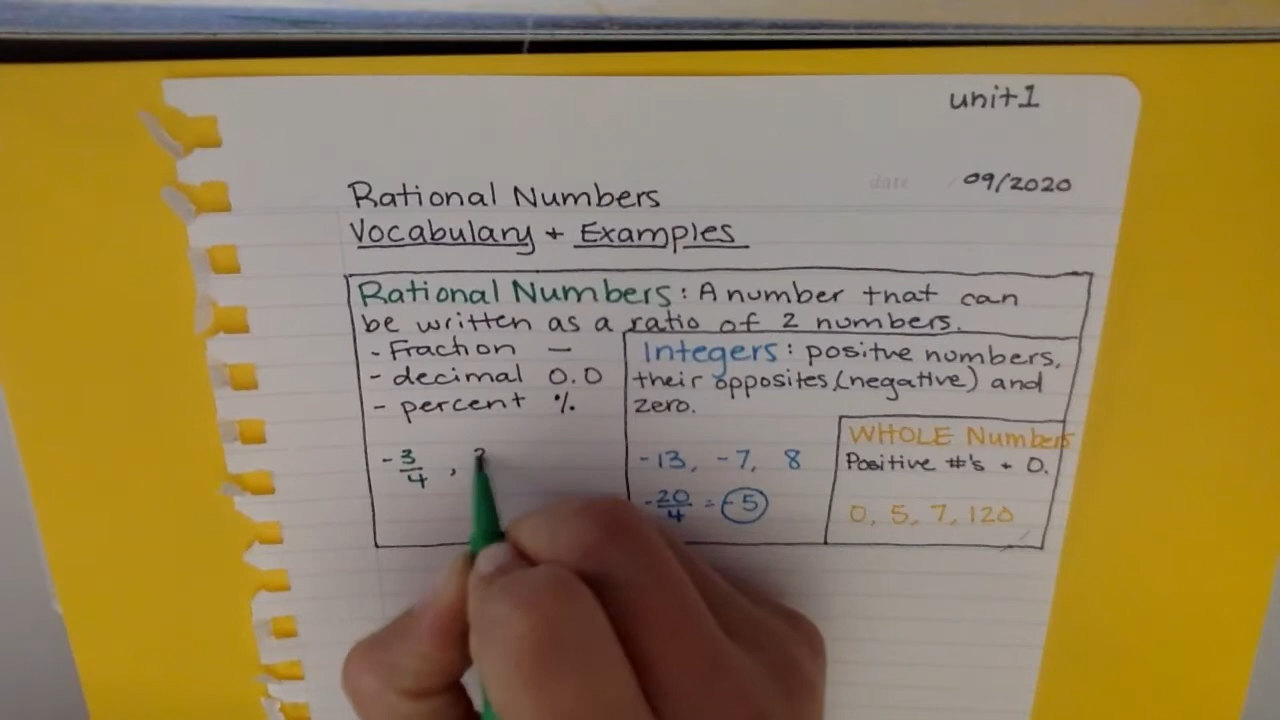 unit1
date 09/2020
Rational Numbers
Vocabulary + Examples
Rational Numbers: A number that can
be written as a ratio of 2 numbers.
- Fraction —
- decimal 0.0
- percent %
-3/4 ,
Integers: positve numbers,
their opposites,(negative) and
zero.
-13, -7, 8
-20/4 = -5
WHOLE Numbers
Positive #'s + 0.
0, 5, 7, 120